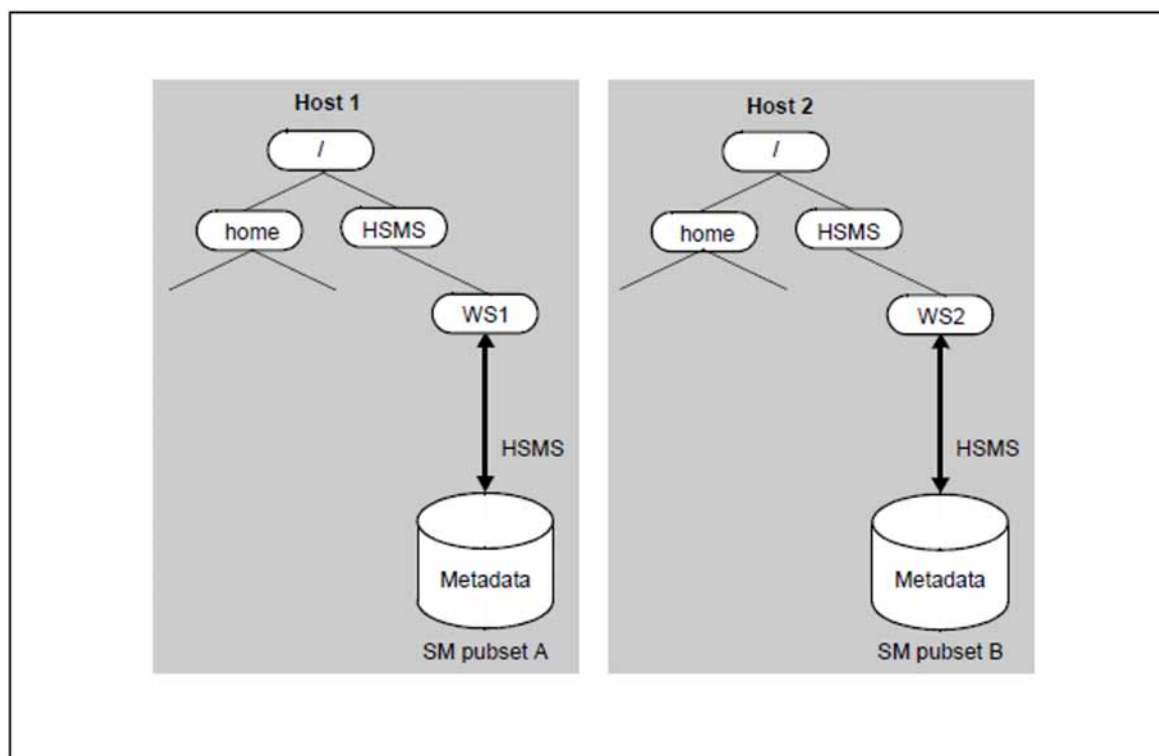 Host 1
/
home
HSMS
WS1
HSMS
Metadata
SM pubset A
Host 2
/
home
HSMS
WS2
HSMS
Metadata
SM pubset B